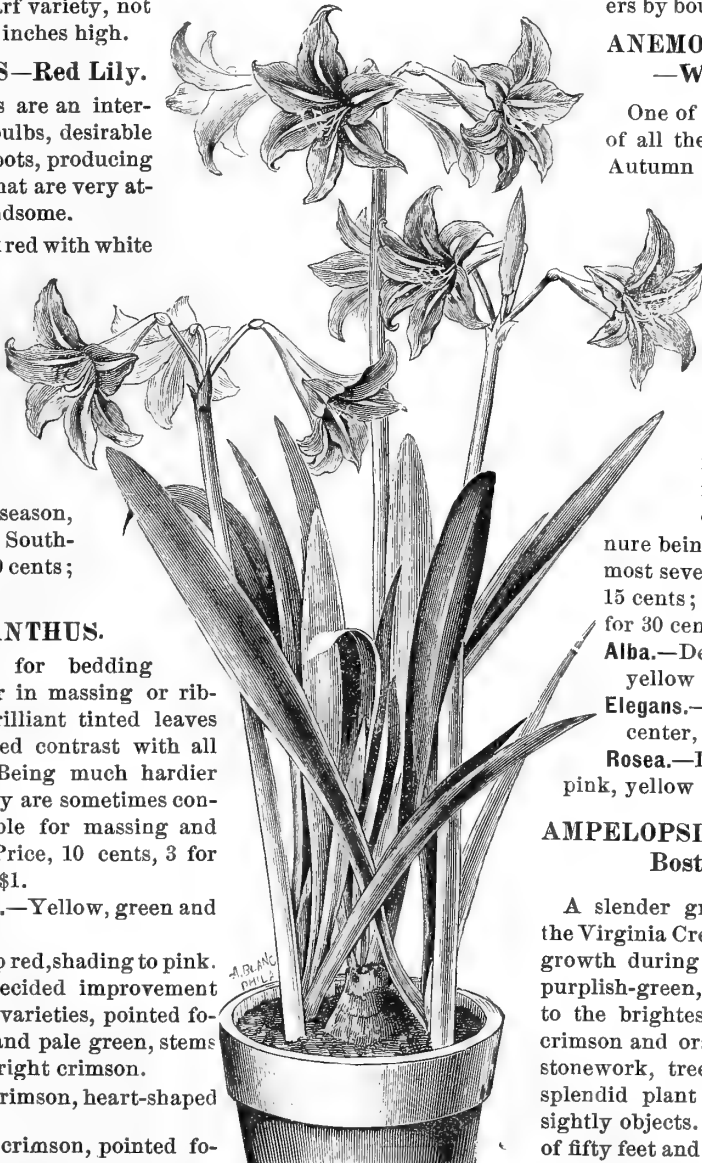 rf variety, not
inches high.
S—Red Lily.
s are an inter-
bulbs, desirable
pots, producing
hat are very at-
dsome.
red with white
season,
South-
cents;
NTHUS.
for bedding
r in massing or rib-
rilliant tinted leaves
ed contrast with all
Being much hardier
y are sometimes con-
ble for massing and
Price, 10 cents, 3 for
$1.
.—Yellow, green and
p red, shading to pink.
ecided improvement
varieties, pointed fo-
and pale green, stems
right crimson.
rimson, heart-shaped
crimson, pointed fo-
A. BLANC
PHILA
ers by bou
ANEMO
—W
One of
of all the
Autumn
nure bein
most seve
15 cents;
for 30 cen
Alba.—De
yellow
Elegans.—
center,
Rosea.—
pink, yellow
AMPELOPSI
Bost
A slender gr
the Virginia Cre
growth during
purplish-green,
to the brightes
crimson and or
stonework, tree
splendid plant
sightly objects.
of fifty feet and